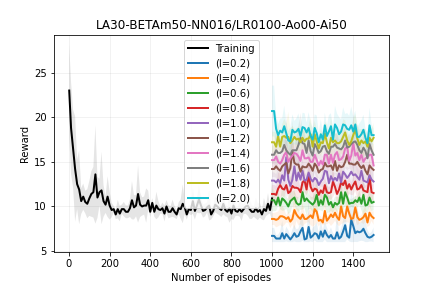 LA30-BETAm50-NN016/LR0100-Ao00-Ai50
Reward
25
20
15
10
5
Training
(l=0.2)
(l=0.4)
(l=0.6)
(l=0.8)
(l=1.0)
(l=1.2)
(l=1.4)
(l=1.6)
(l=1.8)
(l=2.0)
0 200 400 600 800 1000 1200 1400
Number of episodes